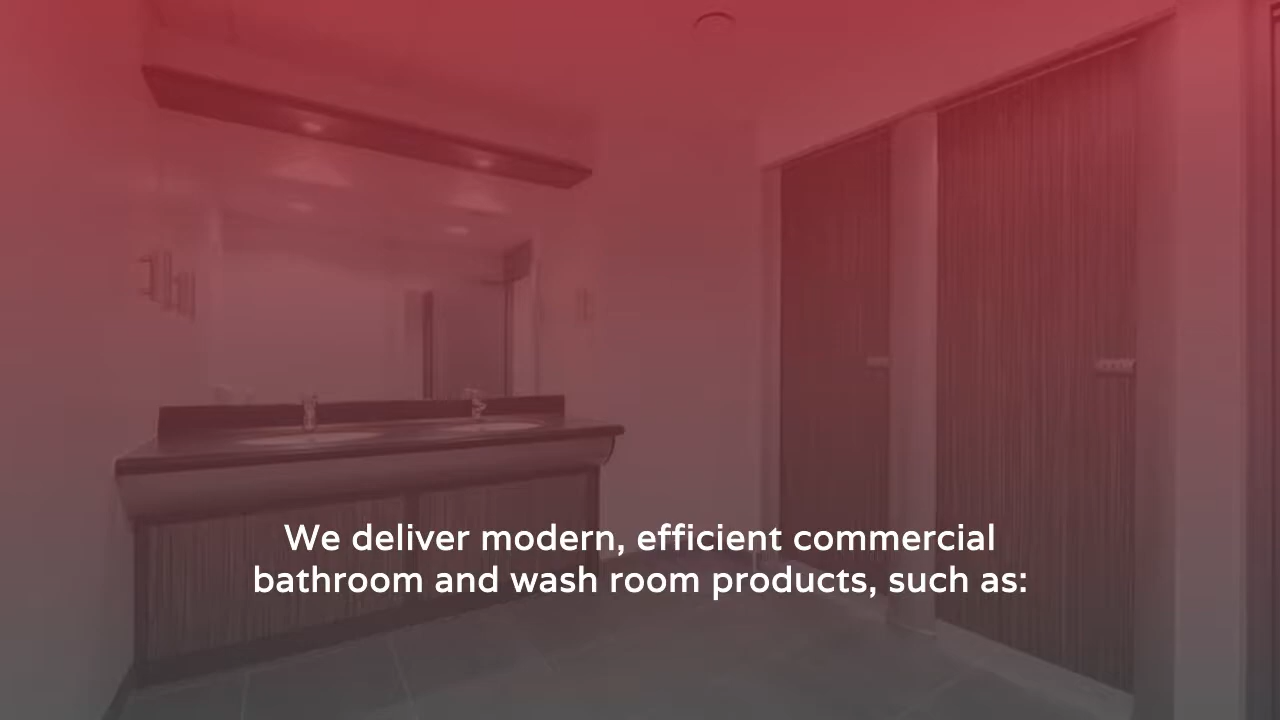 We deliver modern, efficient commercial
bathroom and wash room products, such as: